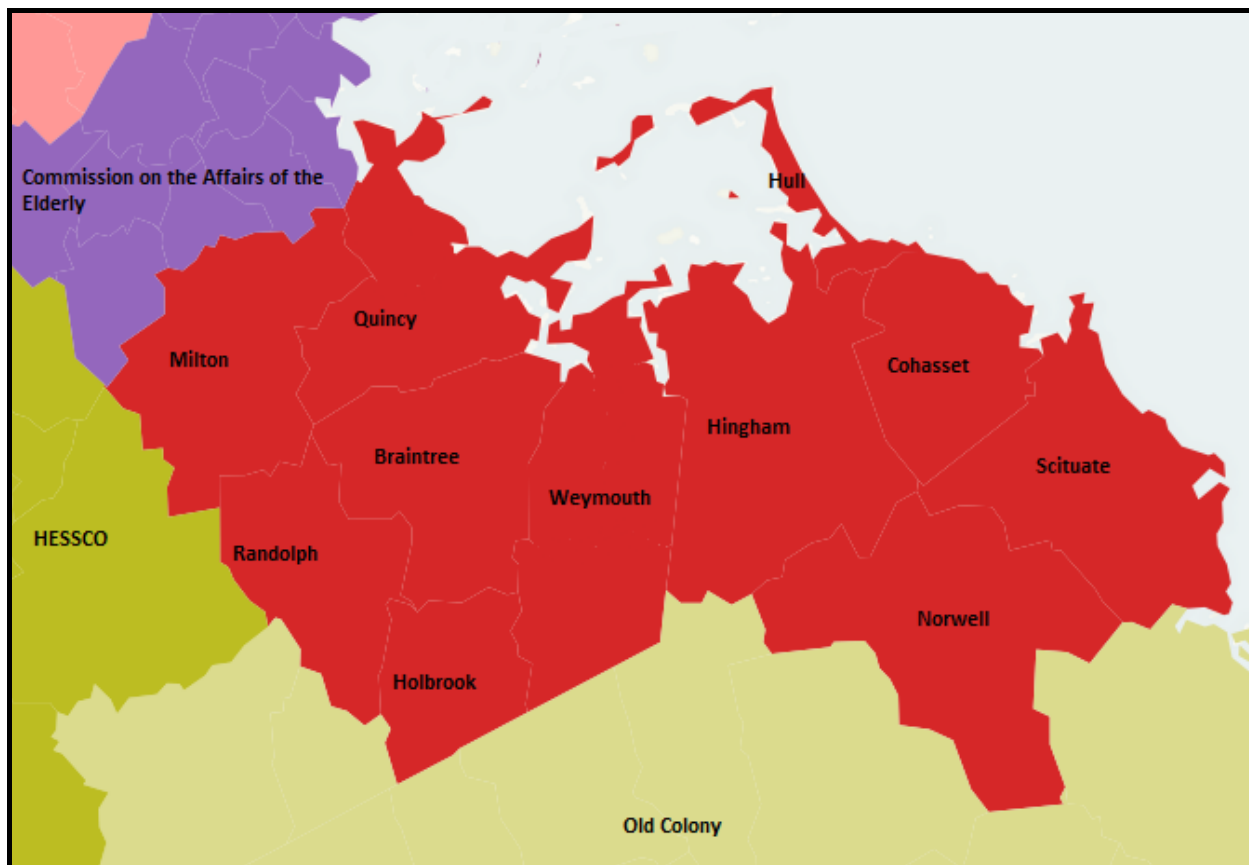 Commission on the Affairs of the
Elderly
Hull
Quincy
Milton
Cohasset
Hingham
Braintree
Scituate
Weymouth
HESSCO
Randolph
Norwell
Holbrook
Old Colony